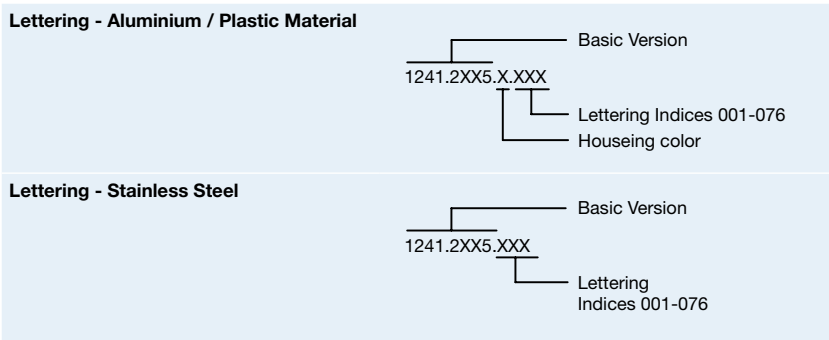 Lettering - Aluminium / Plastic Material
Basic Version
1241.2XX5.X.XXX
Lettering Indices 001-076
Houseing color
Lettering - Stainless Steel
Basic Version
1241.2XX5.XXX
Lettering
Indices 001-076